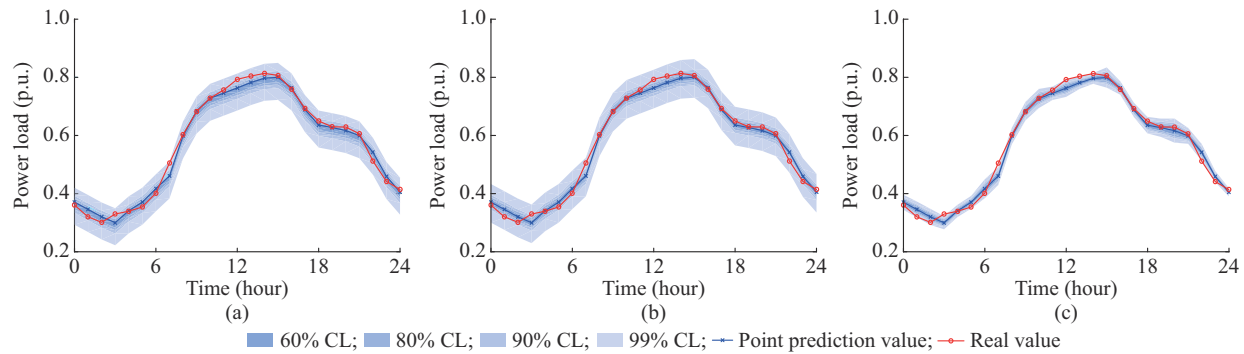 1.0
0.8
0.6
0.4
0.2
Power load (p.u.)
0 6 12 18 24
Time (hour)
(a)
1.0
0.8
0.6
0.4
0.2
Power load (p.u.)
0 6 12 18 24
Time (hour)
(b)
1.0
0.8
0.6
0.4
0.2
Power load (p.u.)
0 6 12 18 24
Time (hour)
(c)
60% CL; 80% CL; 90% CL; 99% CL; Point prediction value; Real value